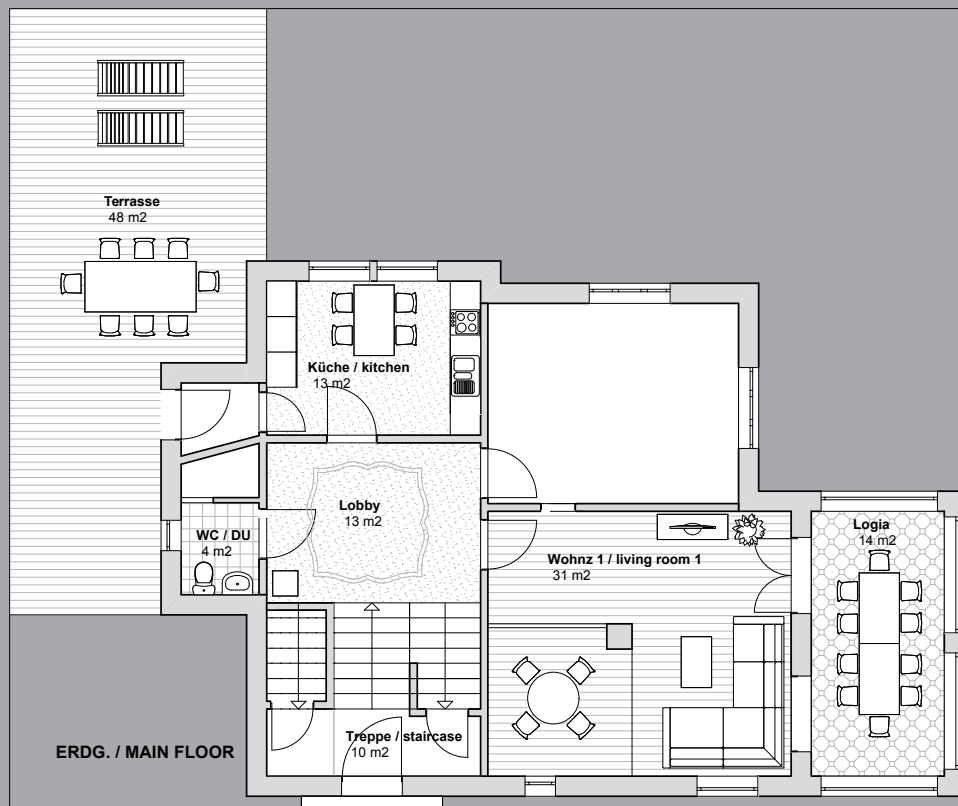 Terrasse
48 m2
Küche / kitchen
13 m2
Lobby
13 m2
WC / DU
4 m2
Wohnz 1 / living room 1
31 m2
Logia
14 m2
Treppe / staircase
10 m2
ERDG. / MAIN FLOOR